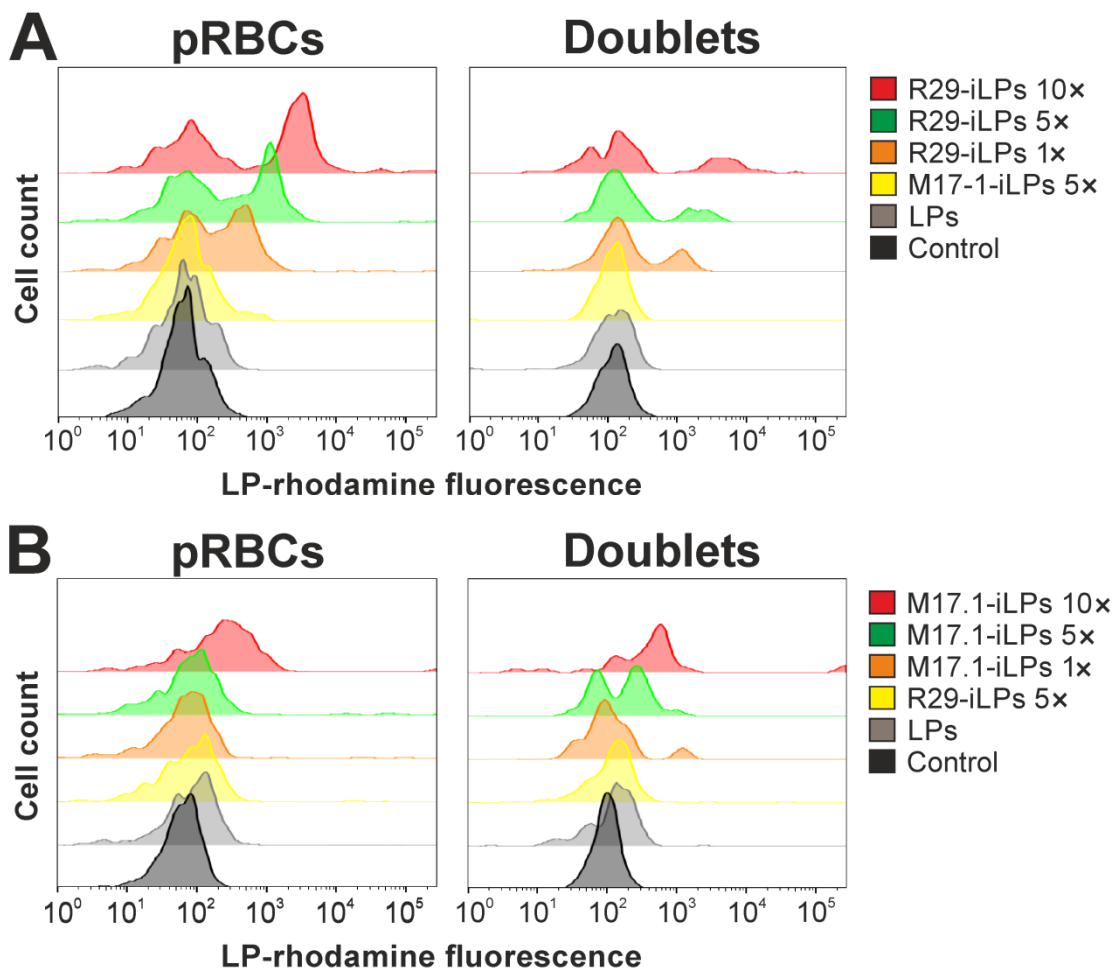 A
pRBCs
Doublets
Cell count
10⁰ 10¹ 10² 10³ 10⁴ 10⁵
10⁰ 10¹ 10² 10³ 10⁴ 10⁵
LP-rhodamine fluorescence
R29-iLPs 10×
R29-iLPs 5×
R29-iLPs 1×
M17-1-iLPs 5×
LPs
Control
B
pRBCs
Doublets
Cell count
10⁰ 10¹ 10² 10³ 10⁴ 10⁵
10⁰ 10¹ 10² 10³ 10⁴ 10⁵
LP-rhodamine fluorescence
M17.1-iLPs 10×
M17.1-iLPs 5×
M17.1-iLPs 1×
R29-iLPs 5×
LPs
Control